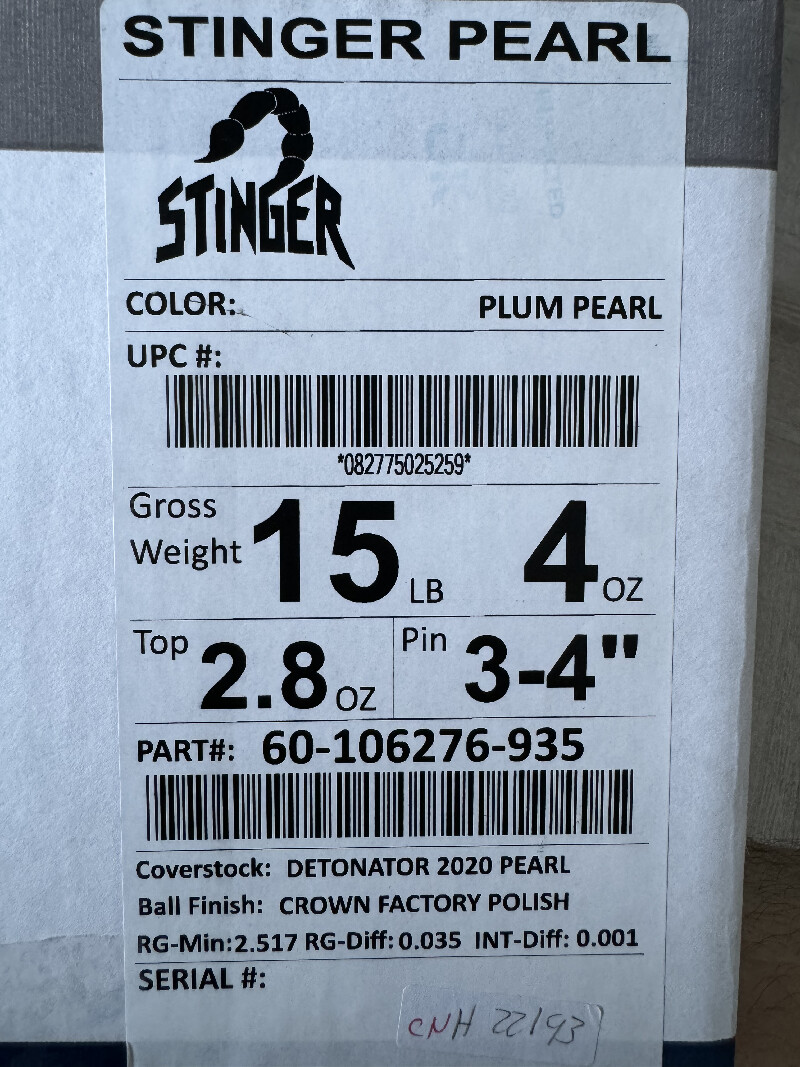 STINGER PEARL
STINGER
COLOR: PLUM PEARL
UPC #:
*082775025259*
Gross Weight 15 LB 4 OZ
Top 2.8 OZ Pin 3-4"
PART#: 60-106276-935
Coverstock: DETONATOR 2020 PEARL
Ball Finish: CROWN FACTORY POLISH
RG-Min:2.517 RG-Diff: 0.035 INT-Diff: 0.001
SERIAL #:
CNH 22193